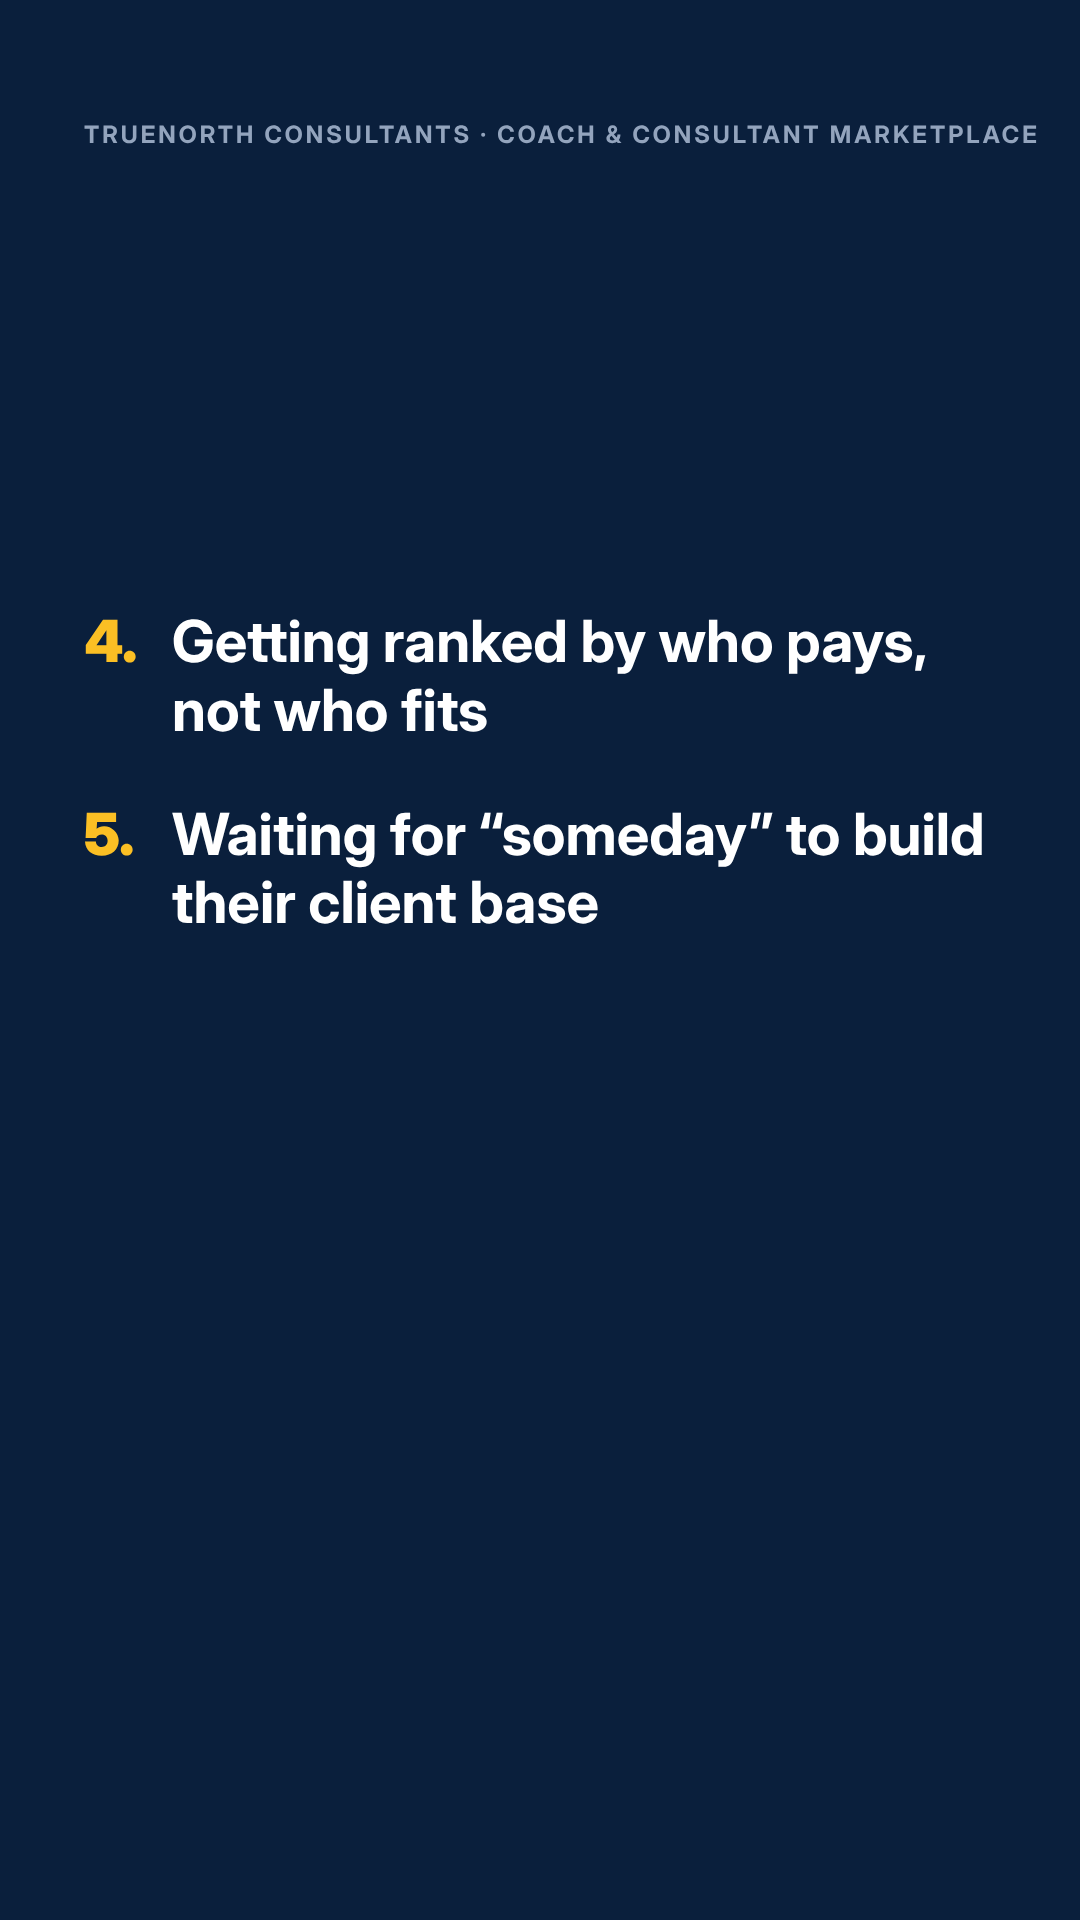 TRUENORTH CONSULTANTS · COACH & CONSULTANT MARKETPLACE
4. Getting ranked by who pays,
not who fits
5. Waiting for “someday” to build
their client base